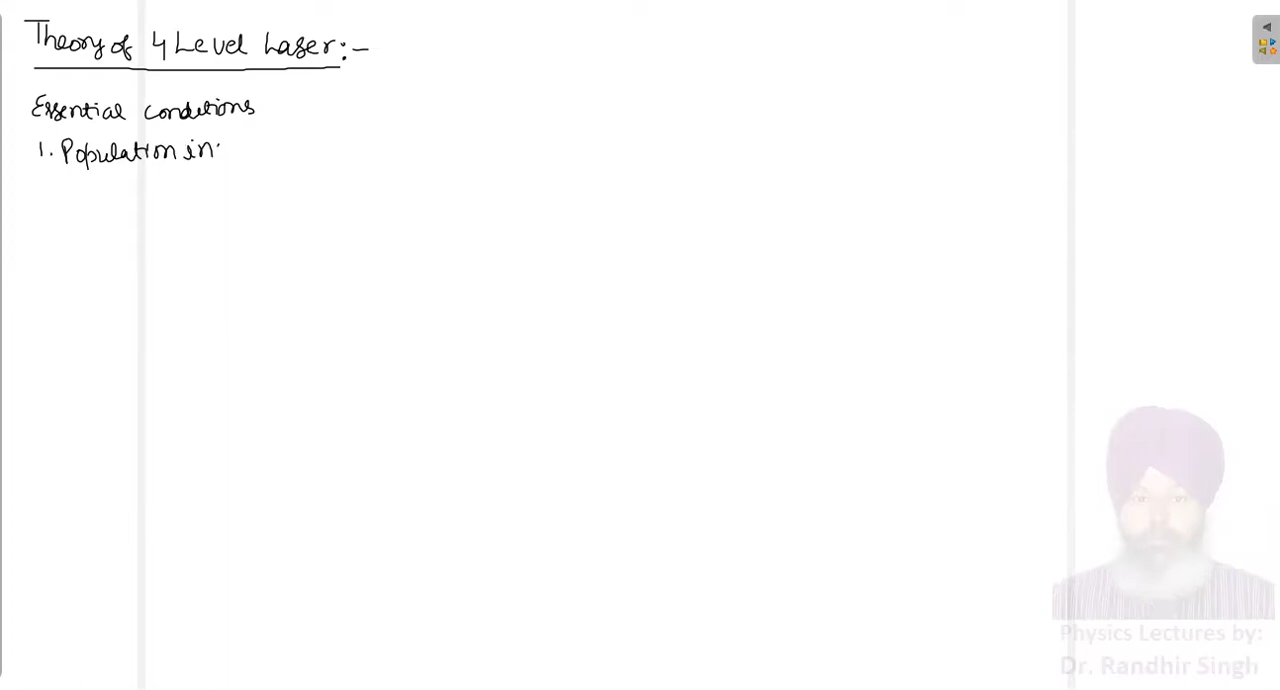 Theory of 4 Level Laser:-
Essential conditions
1. Population in
Physics Lectures by:
Dr. Randhir Singh